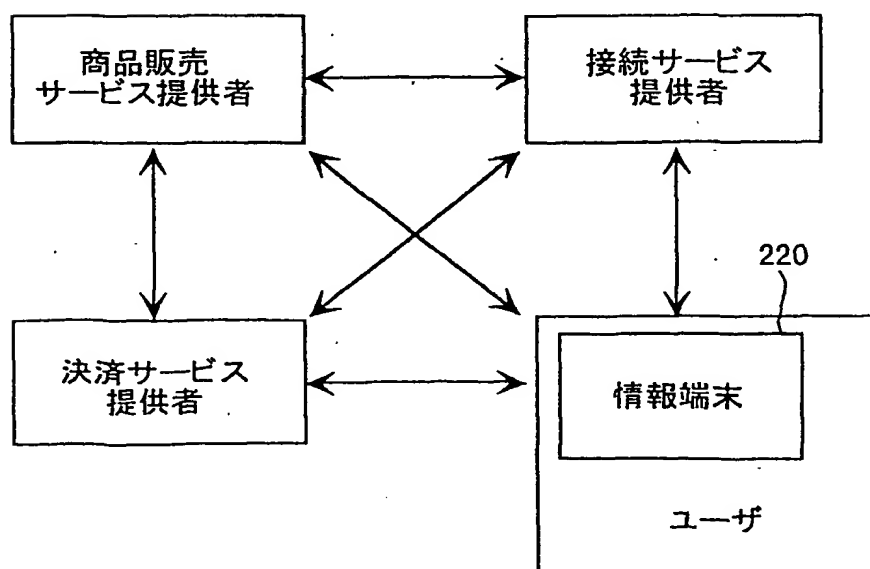 商品販売
サービス提供者
接続サービス
提供者
220
決済サービス
提供者
情報端末
ユーザ